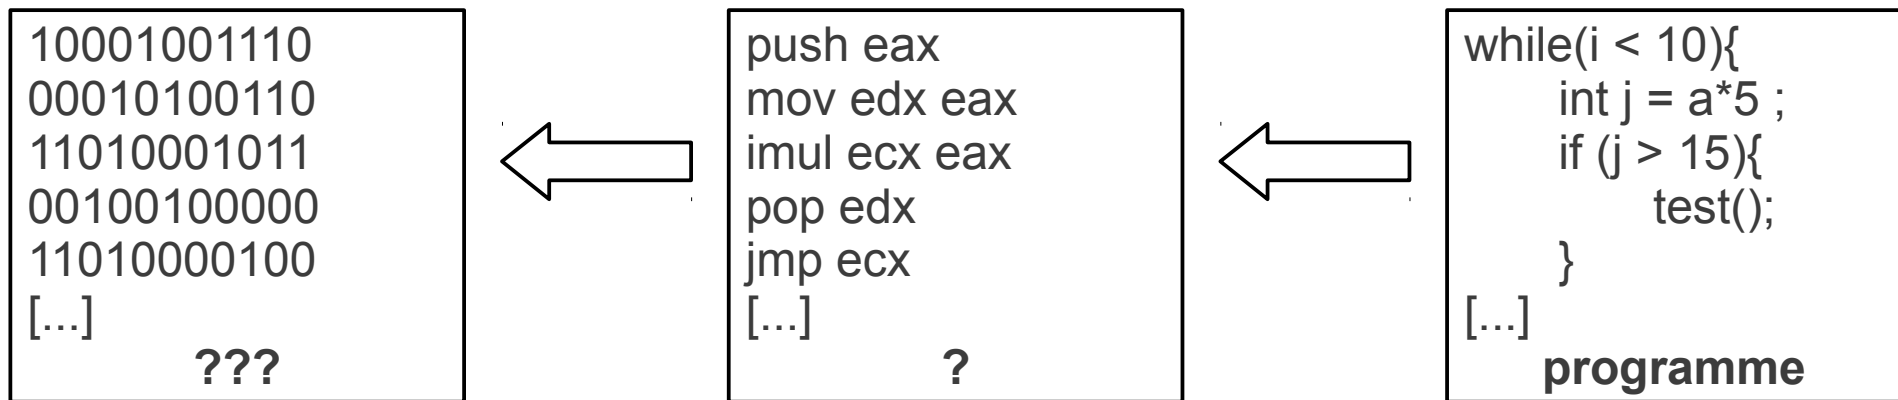 10001001110
00010100110
11010001011
00100100000
11010000100
[...]
???
push eax
mov edx eax
imul ecx eax
pop edx
jmp ecx
[...]
?
while(i < 10){
int j = a*5 ;
if (j > 15){
test();
}
[...]
programme